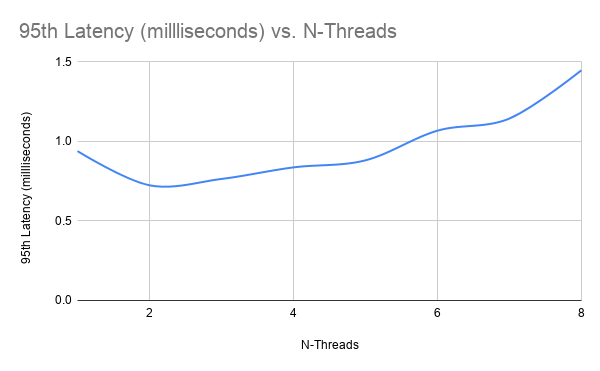 95th Latency (millliseconds) vs. N-Threads
1.5
1.0
0.5
0.0
95th Latency (millliseconds)
2 4 6 8
N-Threads